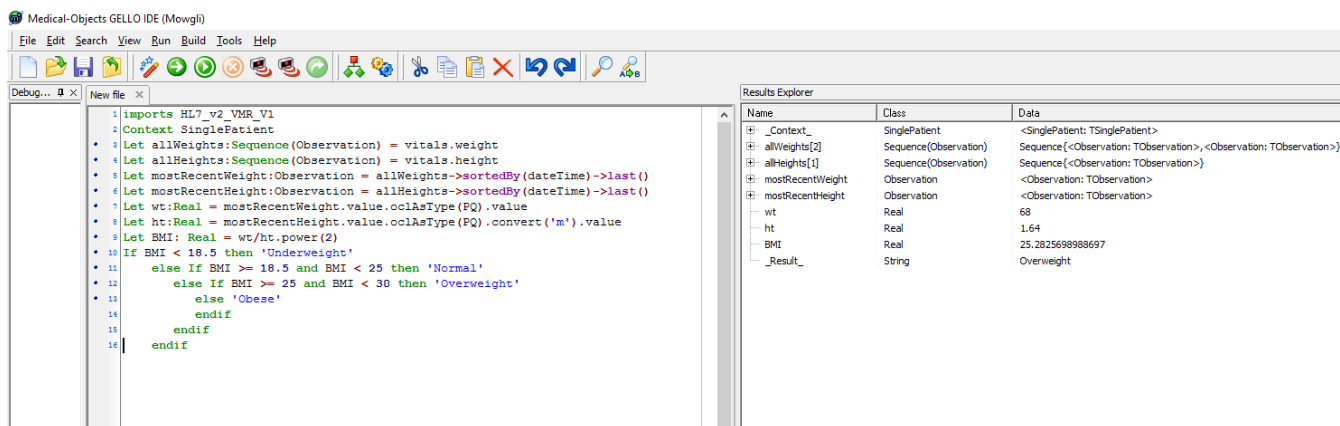 Medical-Objects GELLO IDE (Mowgli)
File Edit Search View Run Build Tools Help
Debug...
New file
1 imports HL7_v2_VMR_V1
2 Context SinglePatient
3 Let allWeights:Sequence(Observation) = vitals.weight
4 Let allHeights:Sequence(Observation) = vitals.height
5 Let mostRecentWeight:Observation = allWeights->sortedBy(dateTime)->last()
6 Let mostRecentHeight:Observation = allHeights->sortedBy(dateTime)->last()
7 Let wt:Real = mostRecentWeight.value.oclAsType(PQ).value
8 Let ht:Real = mostRecentHeight.value.oclAsType(PQ).convert('m').value
9 Let BMI: Real = wt/ht.power(2)
10 If BMI < 18.5 then 'Underweight'
11 else If BMI >= 18.5 and BMI < 25 then 'Normal'
12 else If BMI >= 25 and BMI < 30 then 'Overweight'
13 else 'Obese'
14 endif
15 endif
16 endif
Results Explorer
Name Class Data
_Context_ SinglePatient <SinglePatient: TSinglePatient>
allWeights[2] Sequence(Observation) Sequence{<Observation: TObservation>,<Observation: TObservation>}
allHeights[1] Sequence(Observation) Sequence{<Observation: TObservation>}
mostRecentWeight Observation <Observation: TObservation>
mostRecentHeight Observation <Observation: TObservation>
wt Real 68
ht Real 1.64
BMI Real 25.2825698988697
_Result_ String Overweight